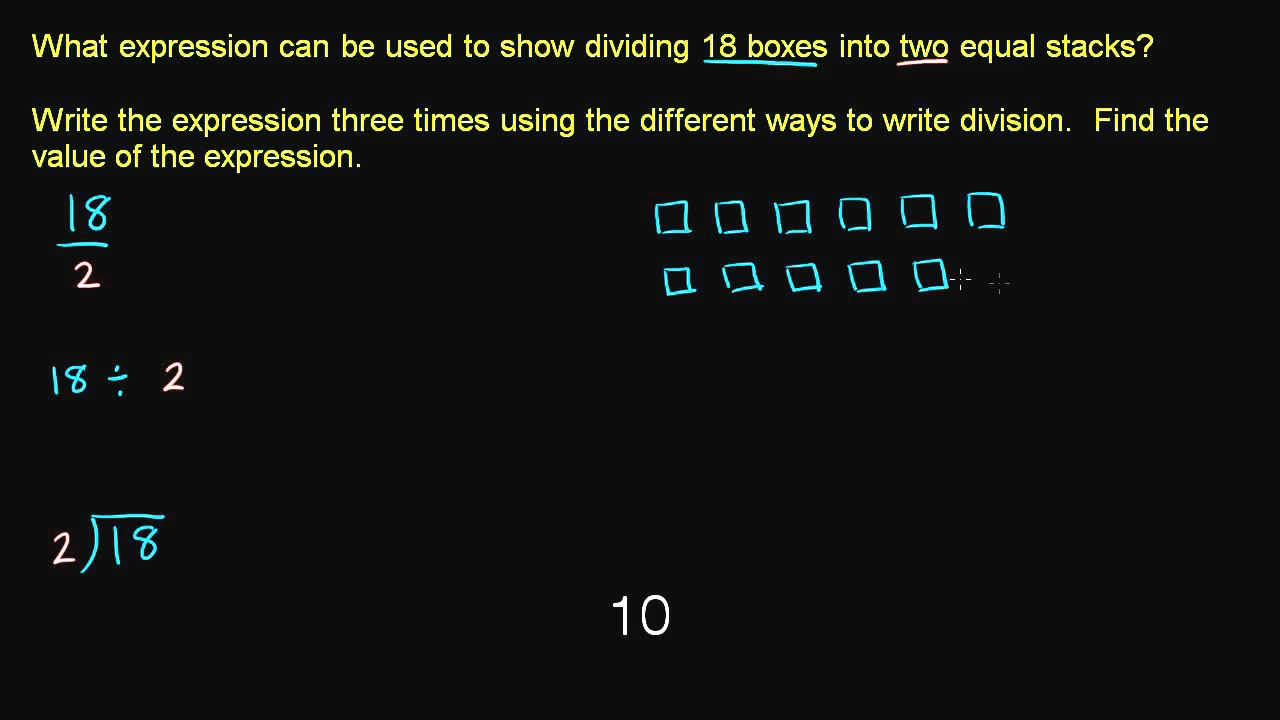 What expression can be used to show dividing 18 boxes into two equal stacks?
Write the expression three times using the different ways to write division. Find the
value of the expression.
18
2
18 ÷ 2
2)18
10